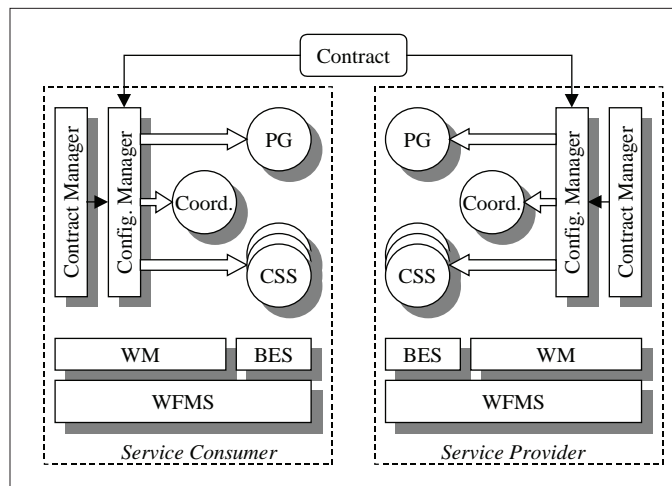 Contract
Contract Manager
Config. Manager
PG
Coord.
CSS
WM
BES
WFMS
Service Consumer
PG
Coord.
CSS
Config. Manager
Contract Manager
BES
WM
WFMS
Service Provider